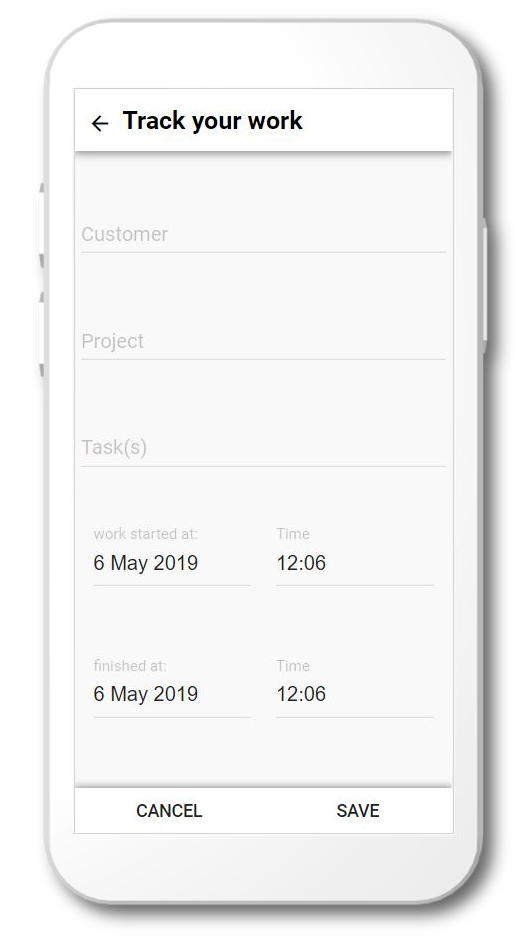 Track your work
Customer
Project
Task(s)
work started at: Time
6 May 2019 12:06
finished at: Time
6 May 2019 12:06
CANCEL SAVE